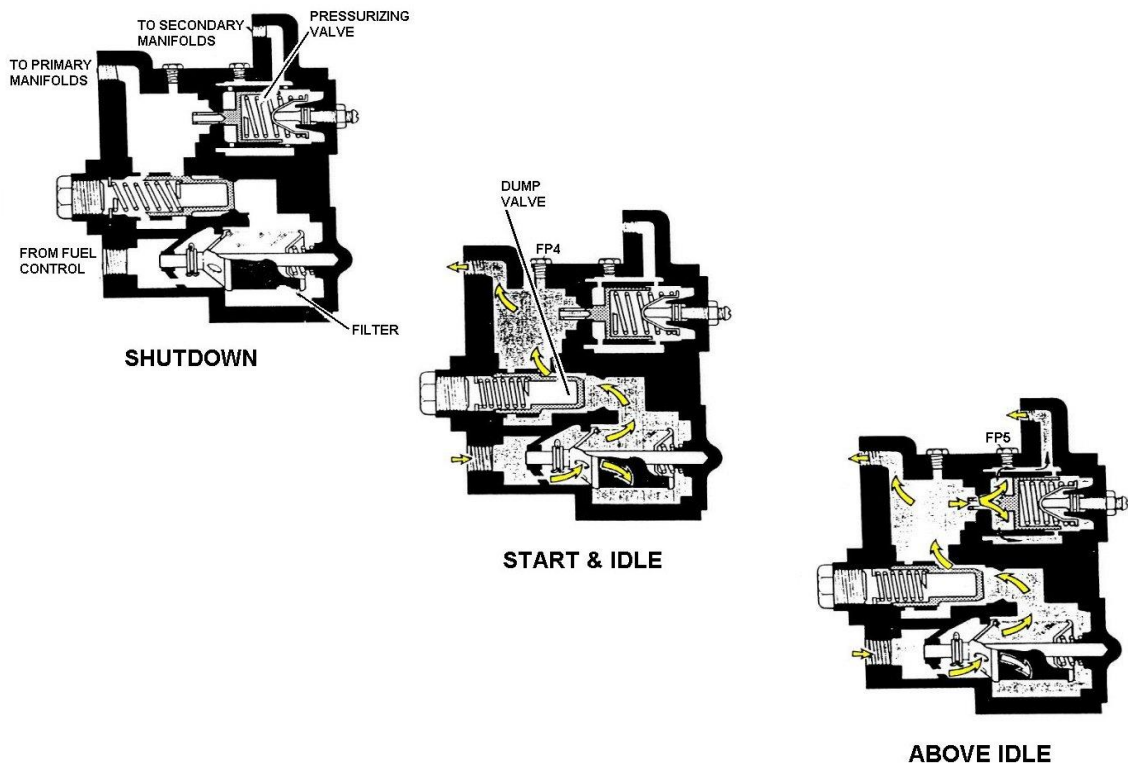 TO SECONDARY
MANIFOLDS
PRESSURIZING
VALVE
TO PRIMARY
MANIFOLDS
FROM FUEL
CONTROL
FILTER
SHUTDOWN
DUMP
VALVE
FP4
START & IDLE
FP5
ABOVE IDLE